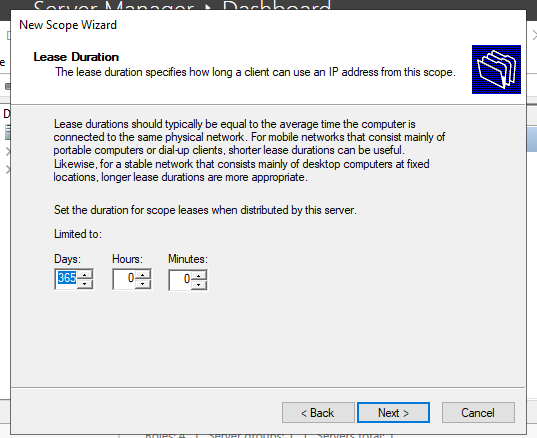 Server Manager • Dashboard
New Scope Wizard
Lease Duration
The lease duration specifies how long a client can use an IP address from this scope.
Lease durations should typically be equal to the average time the computer is
connected to the same physical network. For mobile networks that consist mainly of
portable computers or dial-up clients, shorter lease durations can be useful.
Likewise, for a stable network that consists mainly of desktop computers at fixed
locations, longer lease durations are more appropriate.
Set the duration for scope leases when distributed by this server.
Limited to:
Days: Hours: Minutes:
365 0 0
< Back Next > Cancel
Roles: 4 | Server groups: 1 | Servers total: 1